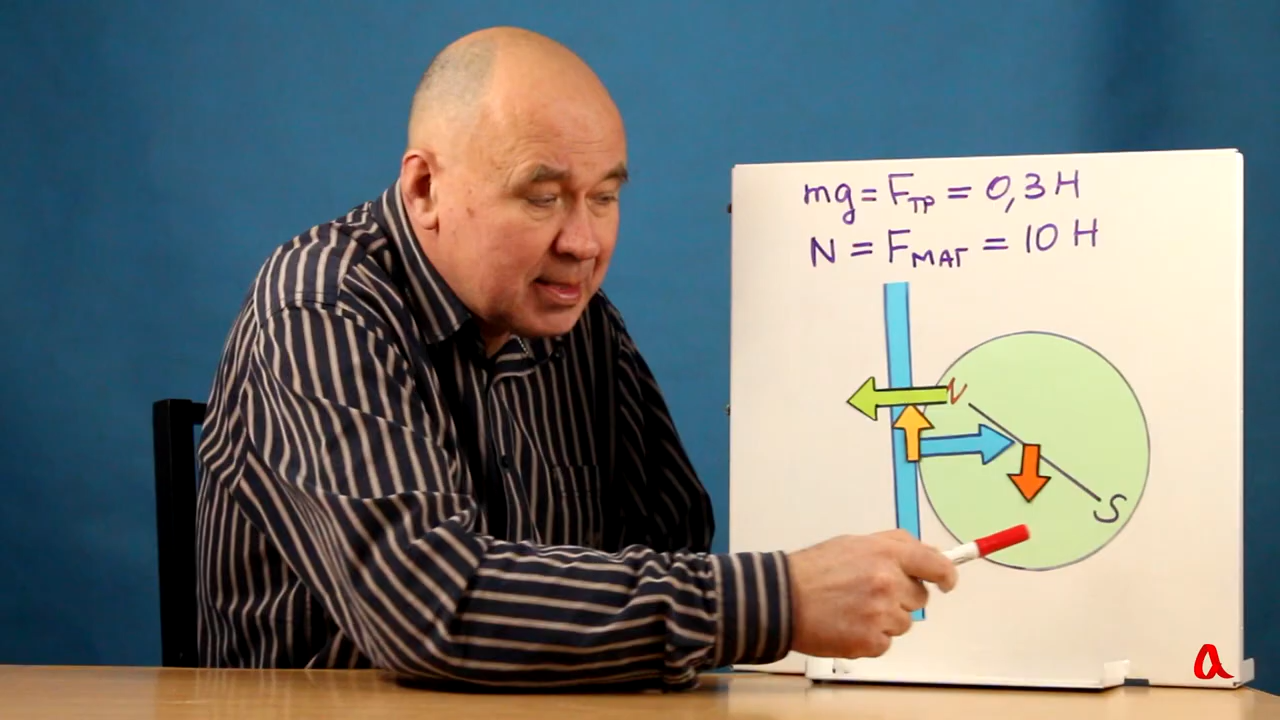 mg = Fтр = 0,3 Н
N = Fмаг = 10 Н
N
S
a